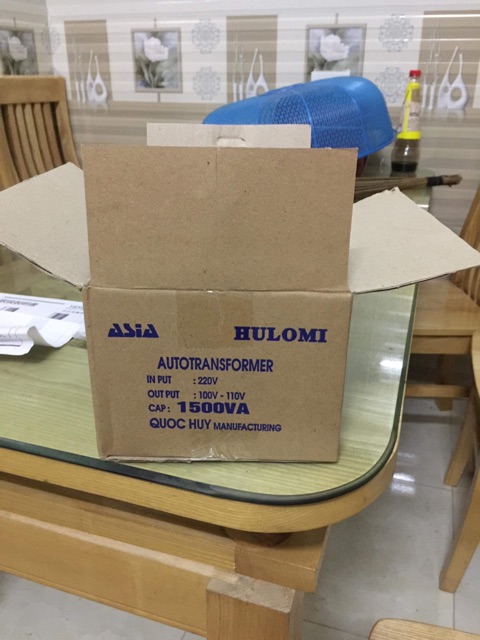 ASIA HULOMI
AUTOTRANSFORMER
IN PUT : 220V
OUT PUT : 100V - 110V
CAP : 1500VA
QUOC HUY MANUFACTURING